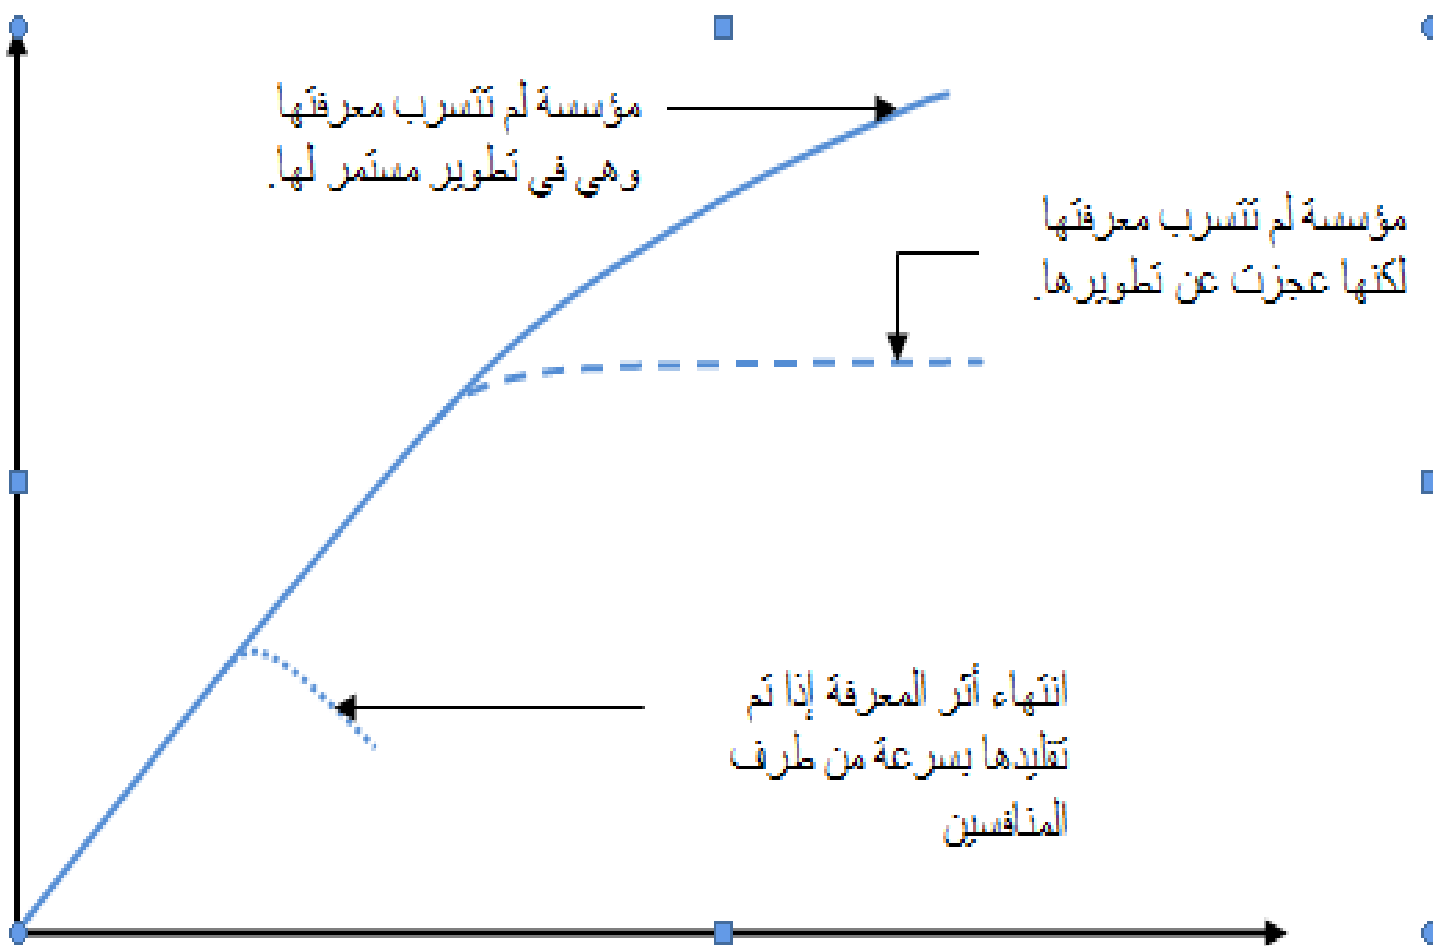 مؤسسة لم تتسرب معرفتها
وهي في تطوير مستمر لها.
مؤسسة لم تتسرب معرفتها
لكنها عجزت عن تطويرها.
انتهاء أثر المعرفة إذا تم
تقليدها بسرعة من طرف
المنافسين